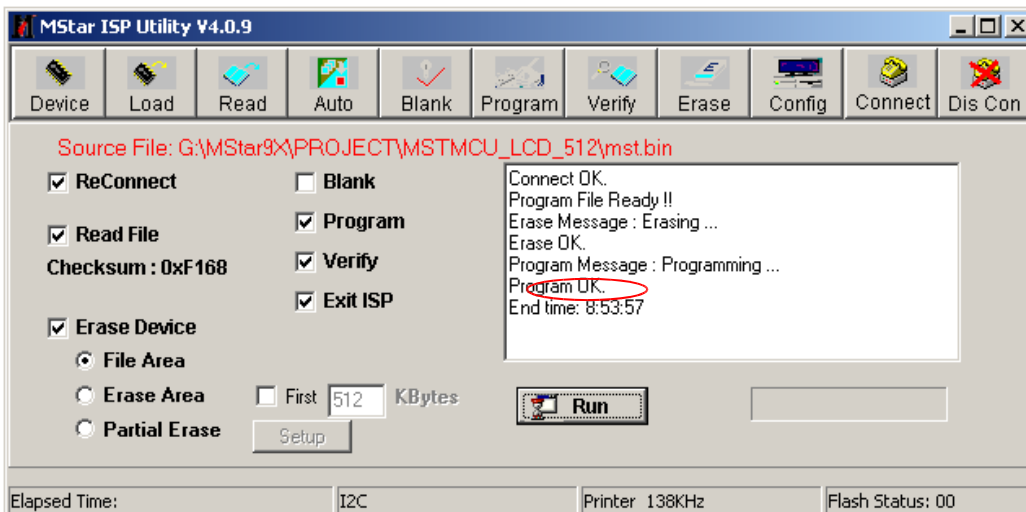 MStar ISP Utility V4.0.9
Device Load Read Auto Blank Program Verify Erase Config Connect Dis Con
Source File: G:\MStar9X\PROJECT\MSTMCU_LCD_512\mst.bin
ReConnect
Blank
Read File
Program
Checksum : 0xF168
Verify
Exit ISP
Erase Device
File Area
Erase Area
First 512 KBytes
Partial Erase
Setup
Connect OK.
Program File Ready !!
Erase Message : Erasing ...
Erase OK.
Program Message : Programming ...
Program OK.
End time: 8:53:57
Run
Elapsed Time: I2C Printer 138KHz Flash Status: 00